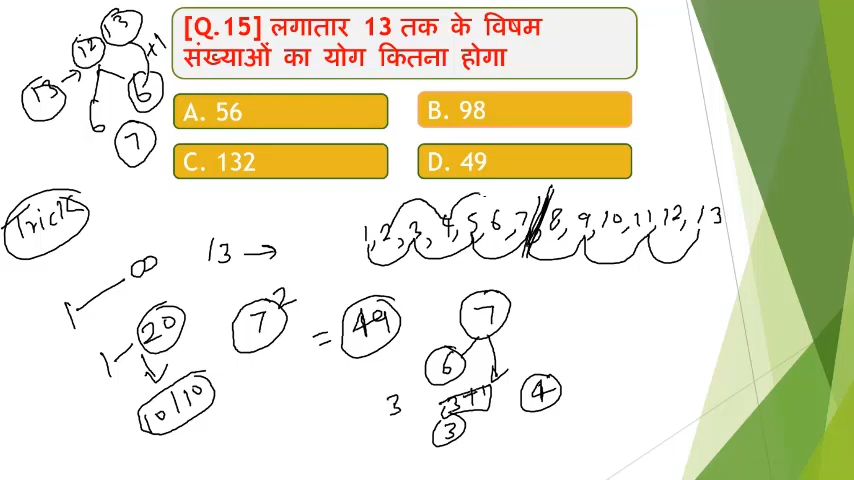 [Q.15] लगातार 13 तक के विषम
संख्याओं का योग कितना होगा
A. 56
B. 98
C. 132
D. 49
13
12
+1
13 →
6
6
7
Trick
13 →
1, 2, 3, 4, 5, 6, 7, 8, 9, 10, 11, 12, 13
1 — ∞
1 — 20
10/10
7² = 49
7
6
3
3+1
4
3